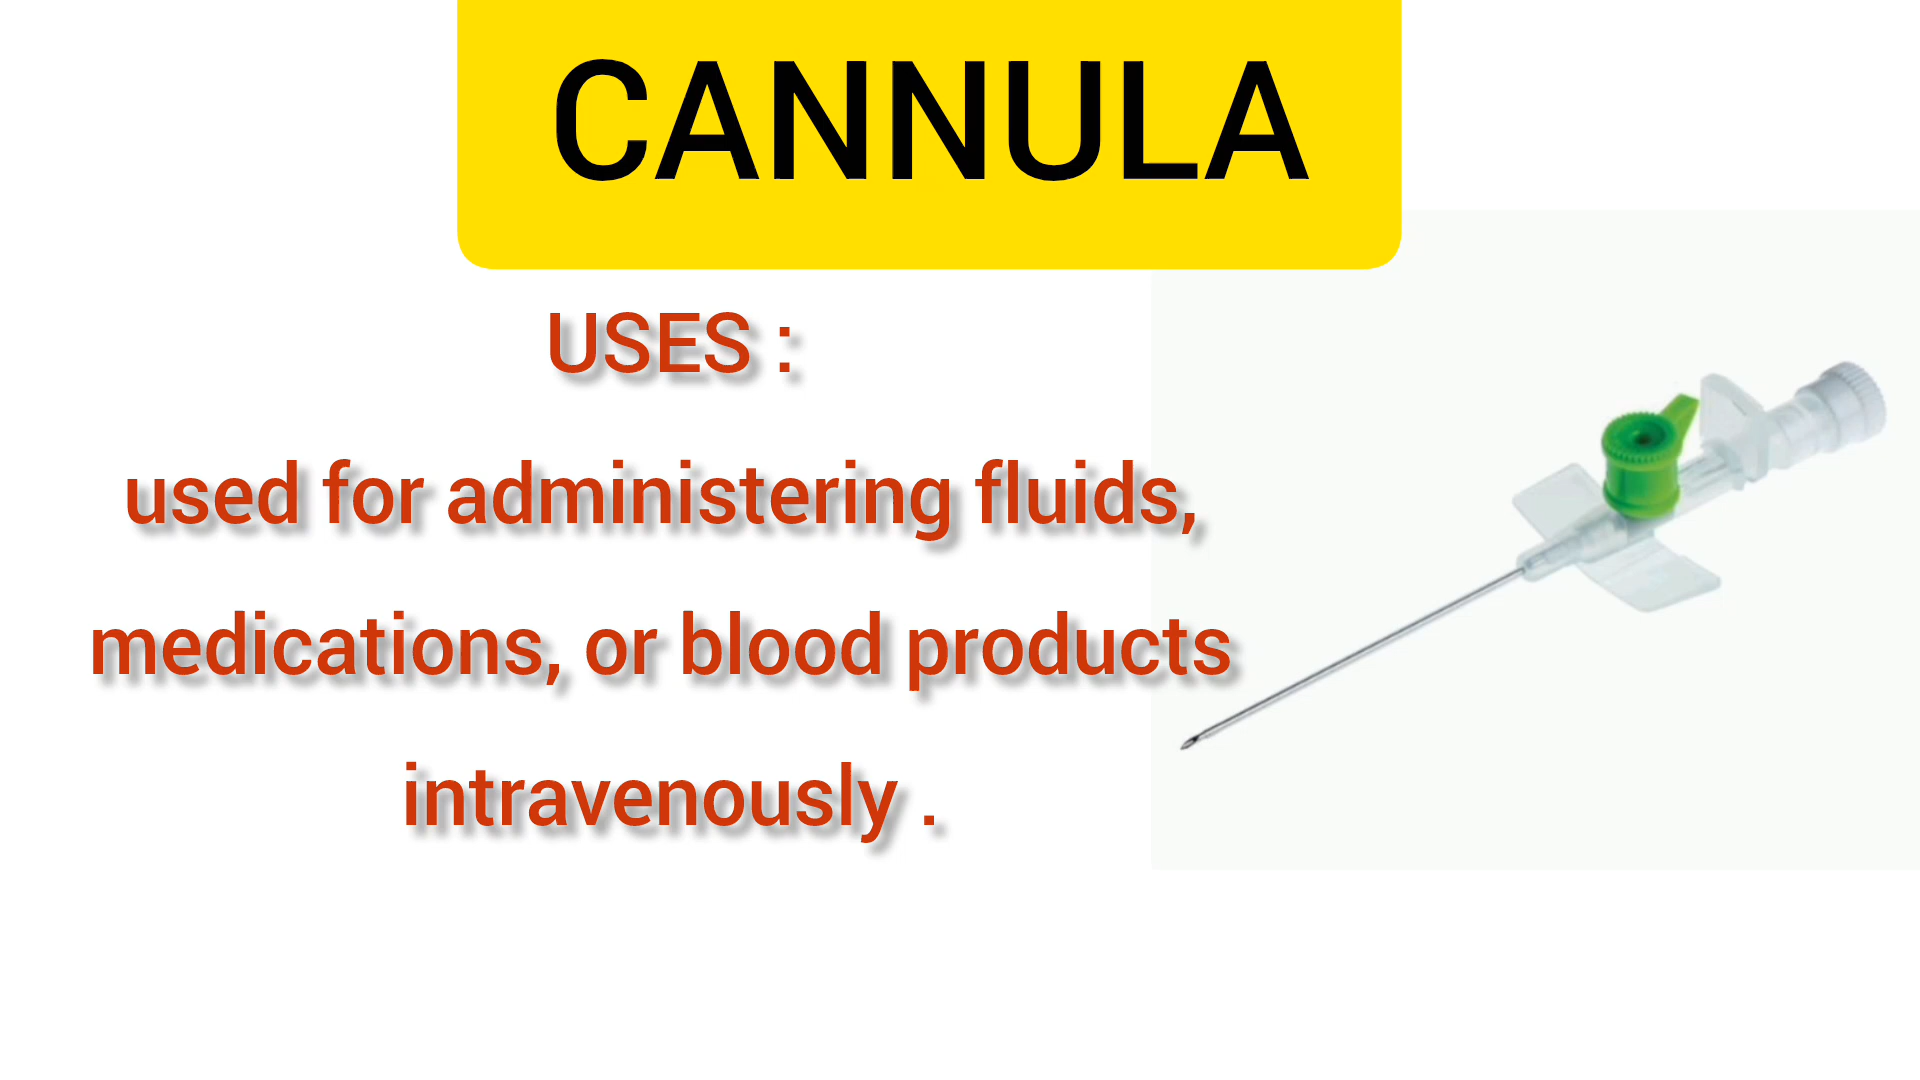 CANNULA
USES :
used for administering fluids,
medications, or blood products
intravenously .